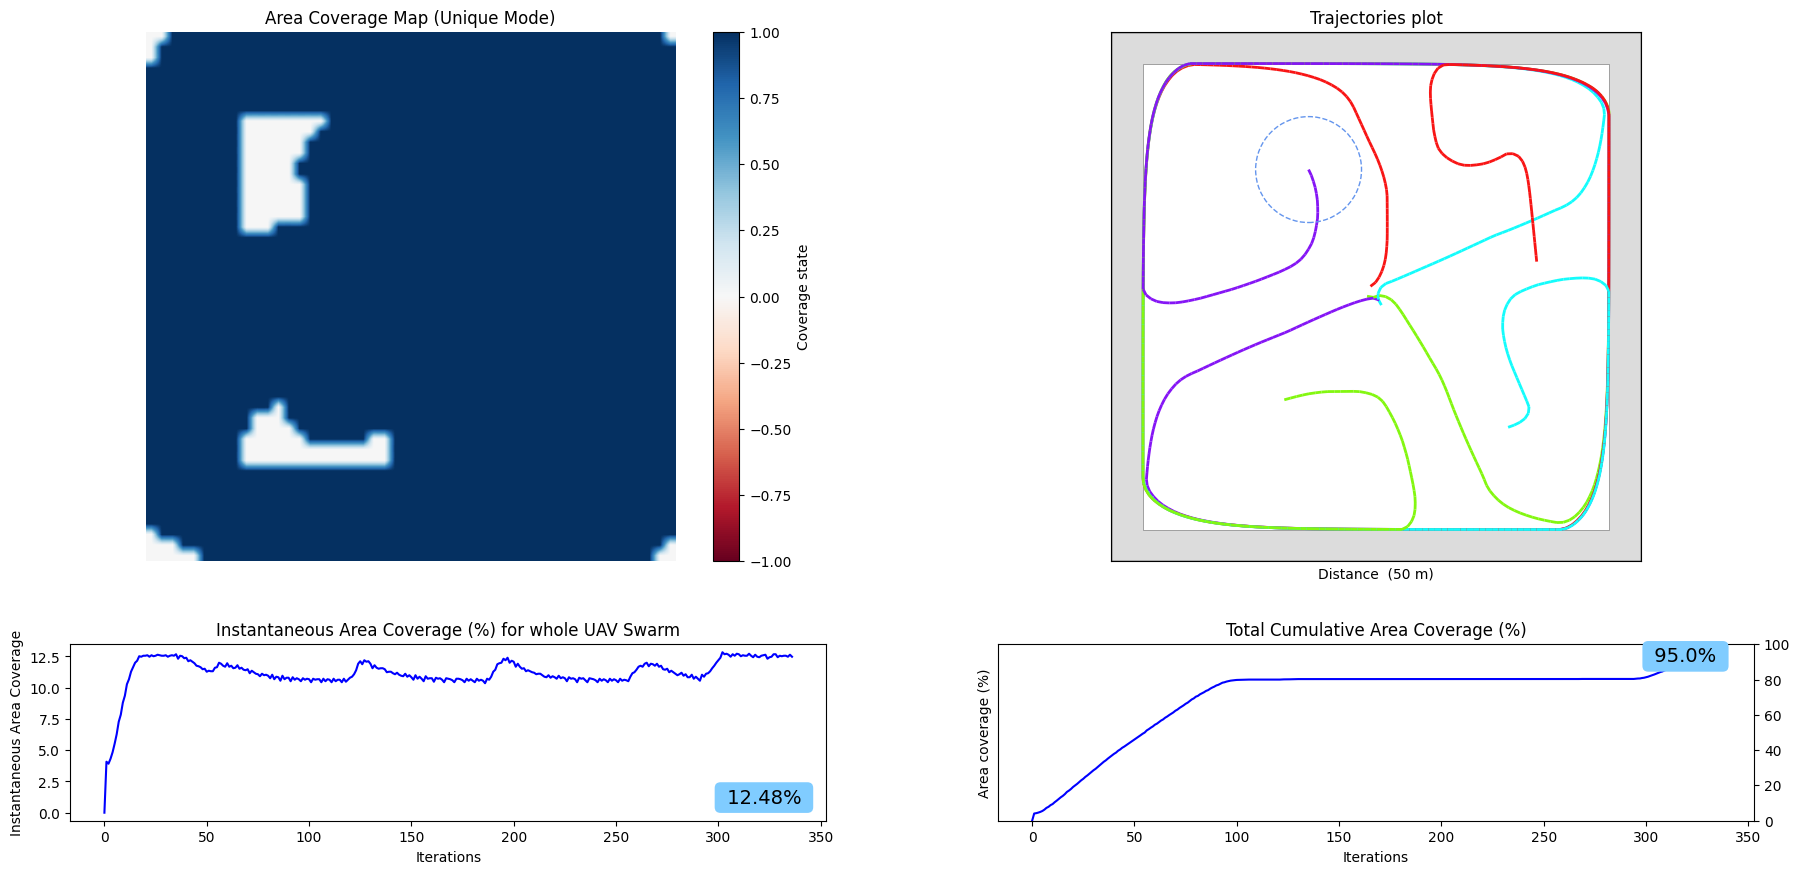 Area Coverage Map (Unique Mode)
1.00
0.75
0.50
0.25
0.00
−0.25
−0.50
−0.75
−1.00
Coverage state
Trajectories plot
Distance  (50 m)
Instantaneous Area Coverage (%) for whole UAV Swarm
Instantaneous Area Coverage
12.5
10.0
7.5
5.0
2.5
0.0
12.48%
0 50 100 150 200 250 300 350
Iterations
Total Cumulative Area Coverage (%)
Area coverage (%)
95.0%
100
80
60
40
20
0
0 50 100 150 200 250 300 350
Iterations